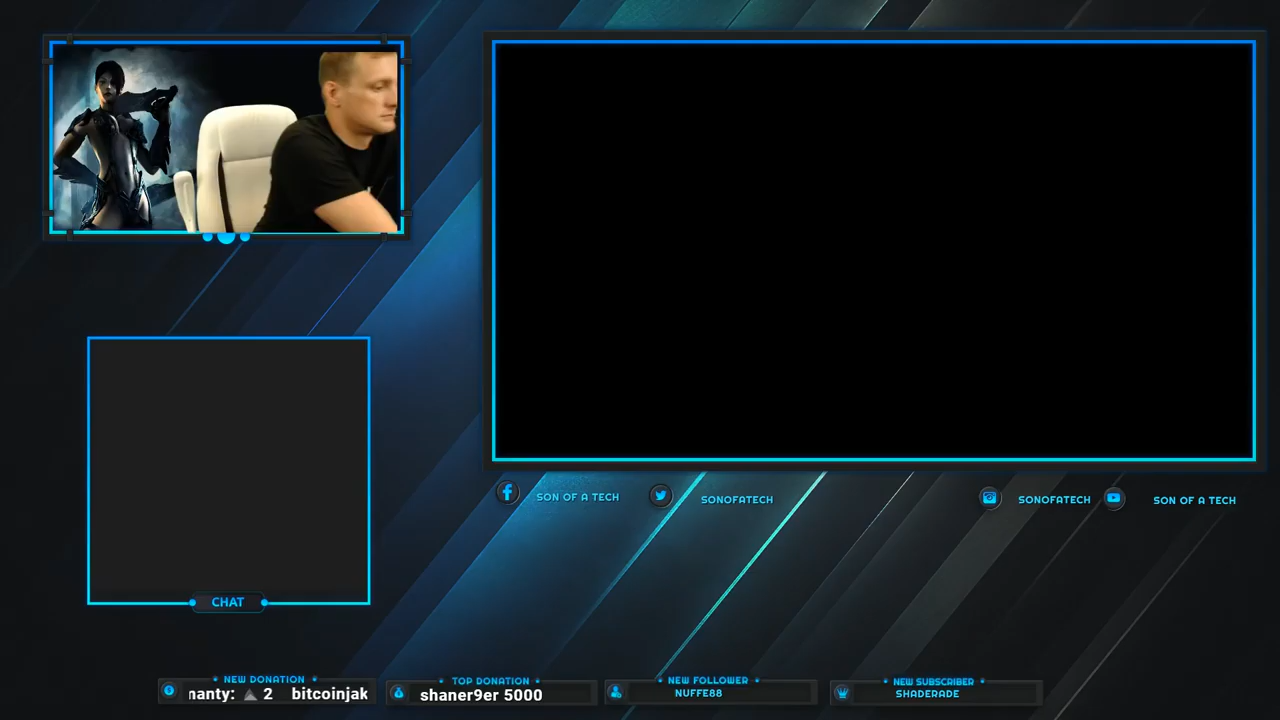 SON OF A TECH
SONOFATECH
SONOFATECH
SON OF A TECH
CHAT
NEW DONATION
nanty: 2 bitcoinjak
TOP DONATION
shaner9er 5000
NEW FOLLOWER
NUFFE88
NEW SUBSCRIBER
SHADERADE